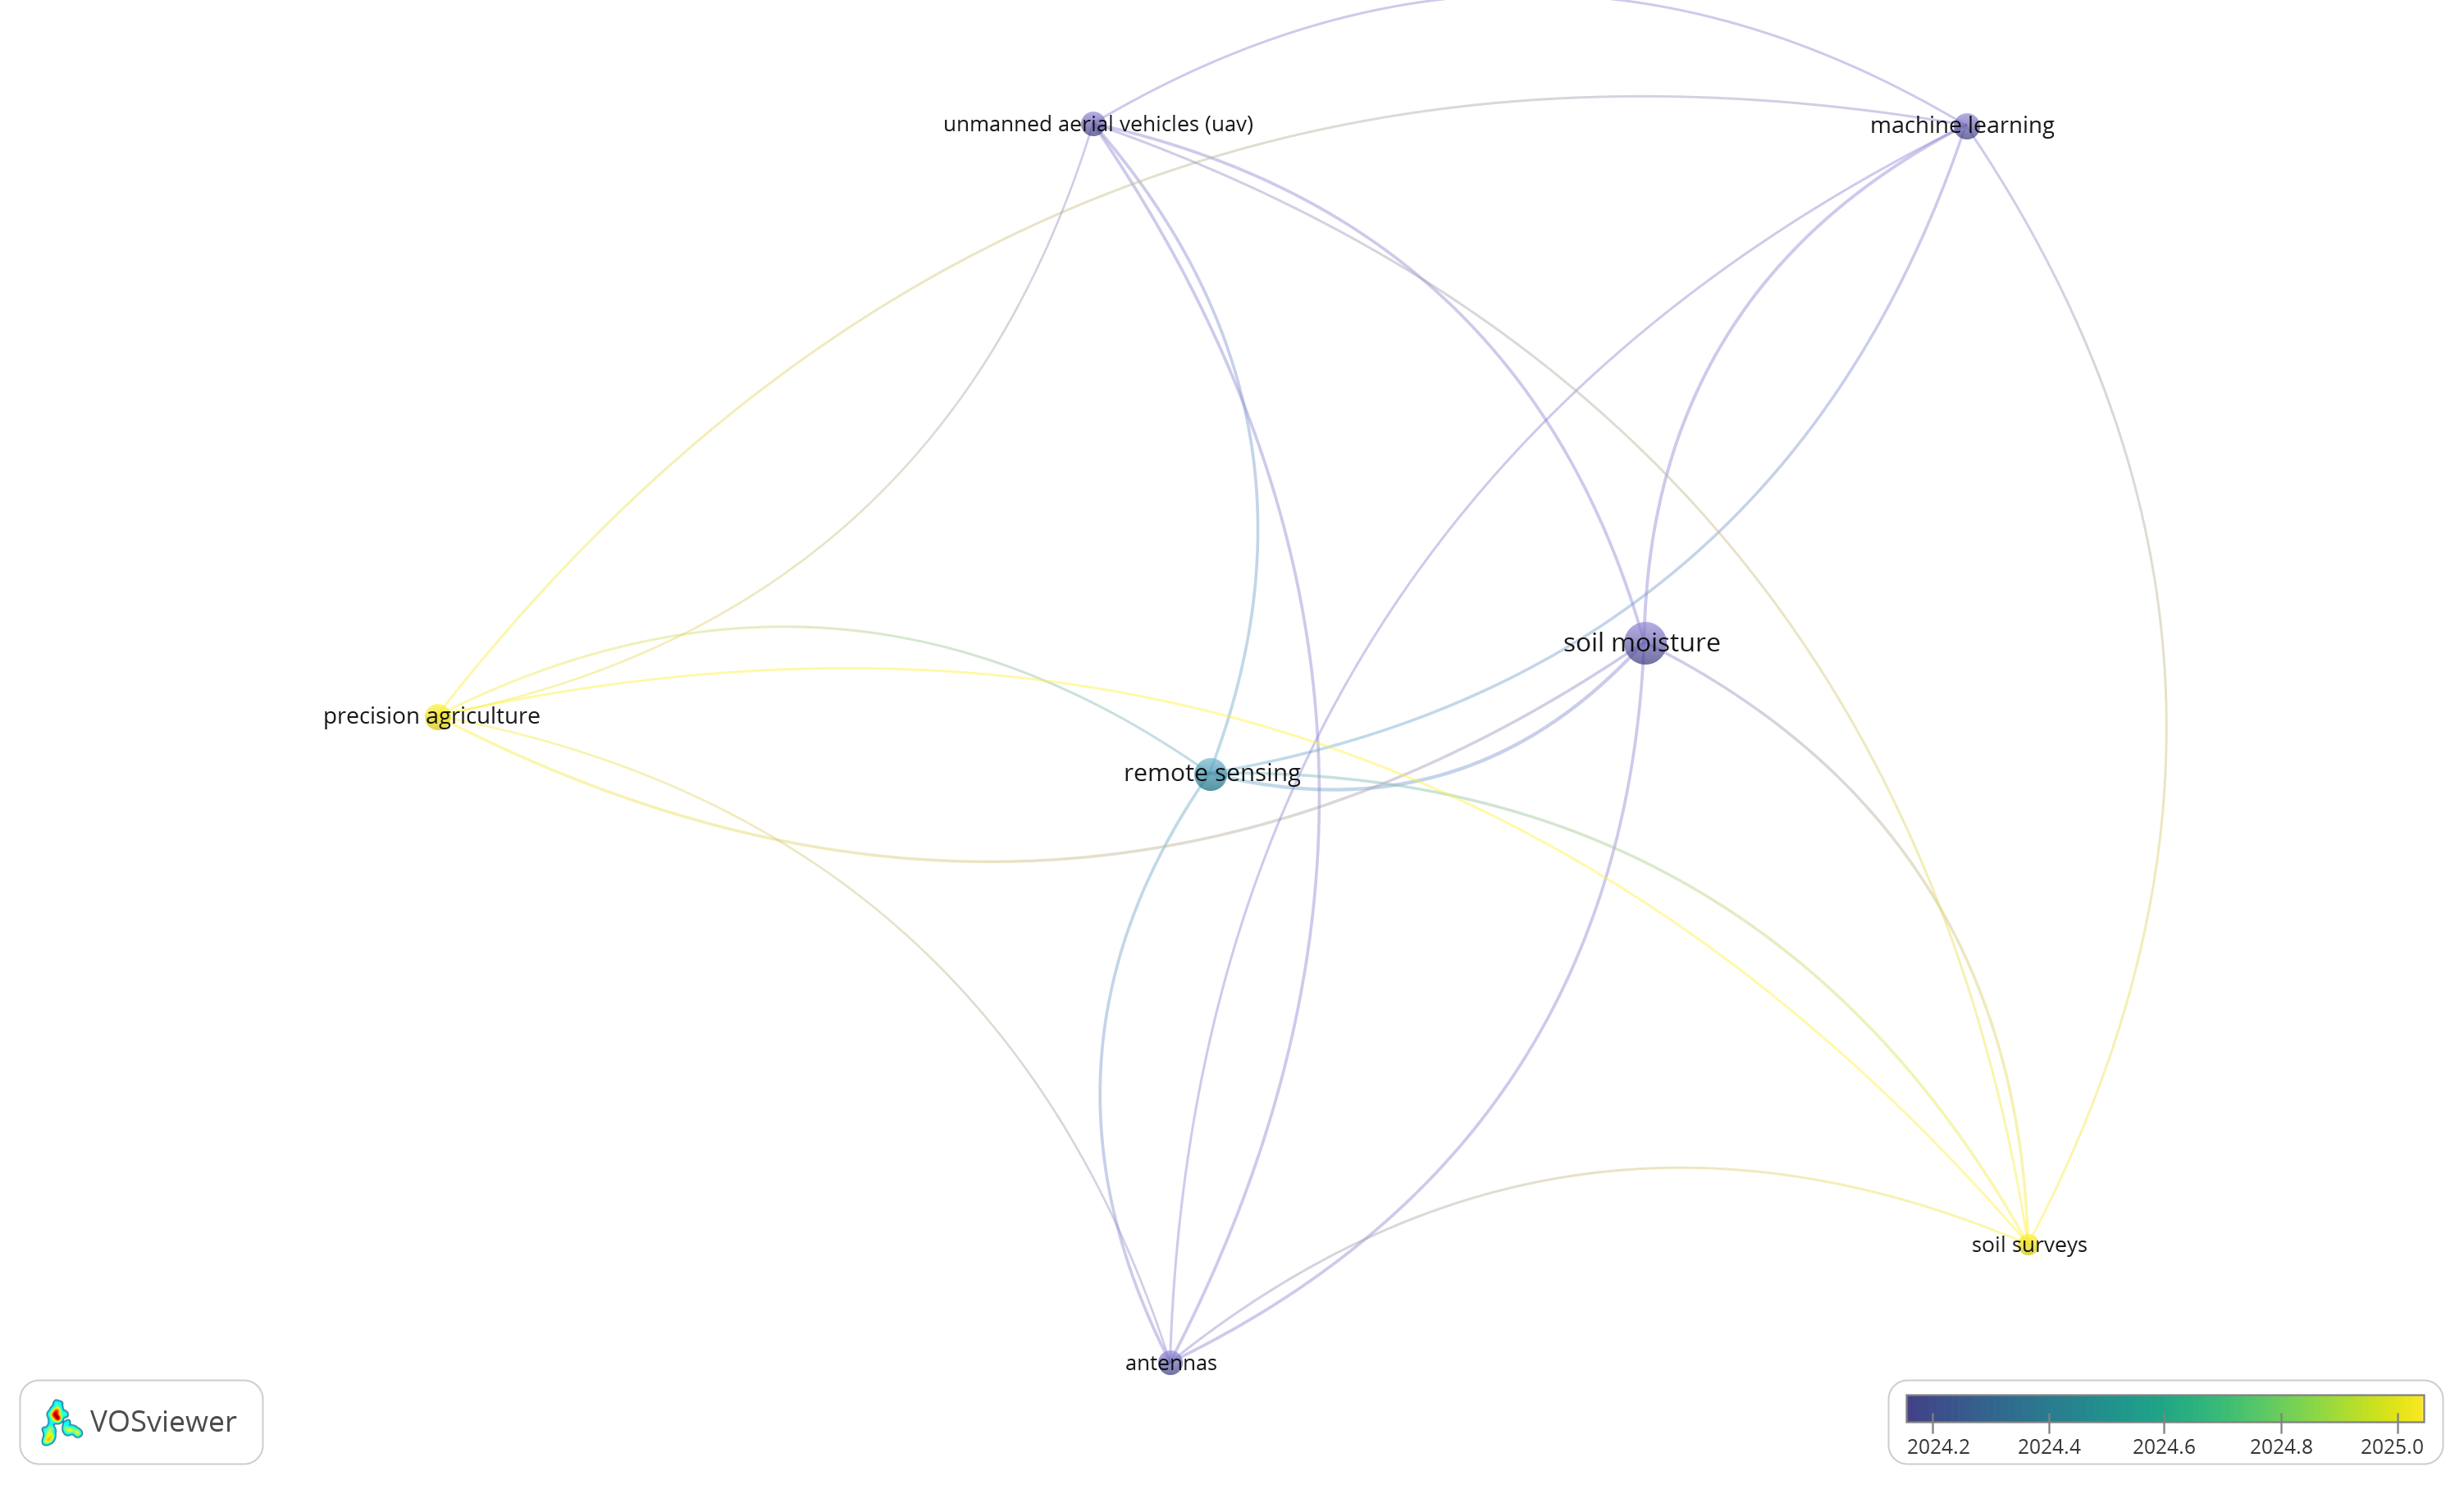 unmanned aerial vehicles (uav)
machine learning
soil moisture
precision agriculture
remote sensing
soil surveys
antennas
VOSviewer
2024.2 2024.4 2024.6 2024.8 2025.0